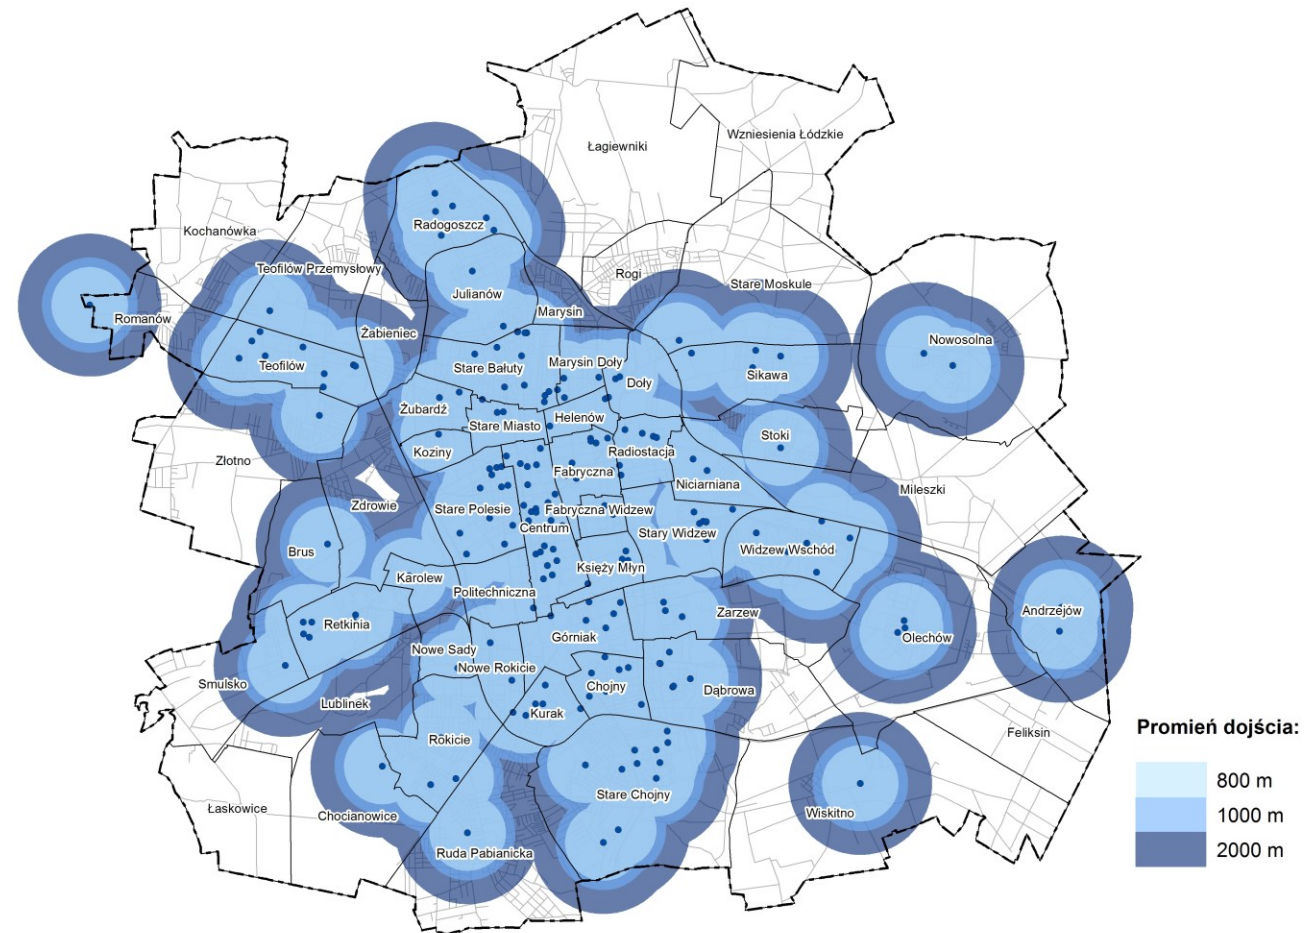 Wzniesienia Łódzkie
Łagiewniki
Radogoszcz
Kochanówka
Teofilów Przemysłowy
Rogi
Stare Moskule
Julianów
Marysin
Romanów
Żabieniec
Nowosolna
Teofilów
Stare Bałuty
Marysin Doły
Doły
Sikawa
Żubardź
Helenów
Stare Miasto
Stoki
Koziny
Radiostacja
Złotno
Fabryczna
Niciarniana
Mileszki
Zdrowie
Stare Polesie
Fabryczna Widzew
Centrum
Stary Widzew
Brus
Widzew Wschód
Karolew
Księży Młyn
Politechniczna
Retkinia
Zarzew
Andrzejów
Górniak
Olechów
Nowe Sady
Nowe Rokicie
Smulsko
Chojny
Dąbrowa
Lublinek
Kurak
Feliksin
Rokicie
Stare Chojny
Łaskowice
Chocianowice
Wiskitno
Ruda Pabianicka
Promień dojścia:
800 m
1000 m
2000 m